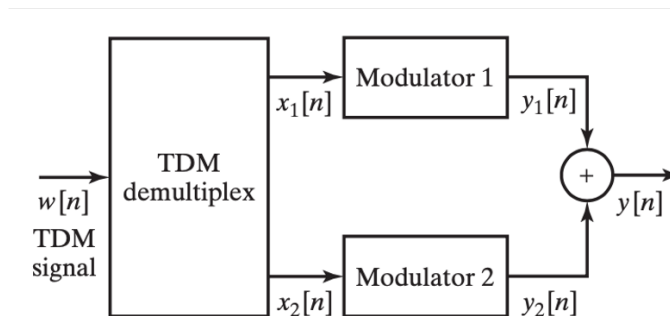 TDM
demultiplex
w[n]
TDM
signal
x₁[n]
Modulator 1
y₁[n]
+
y[n]
x₂[n]
Modulator 2
y₂[n]